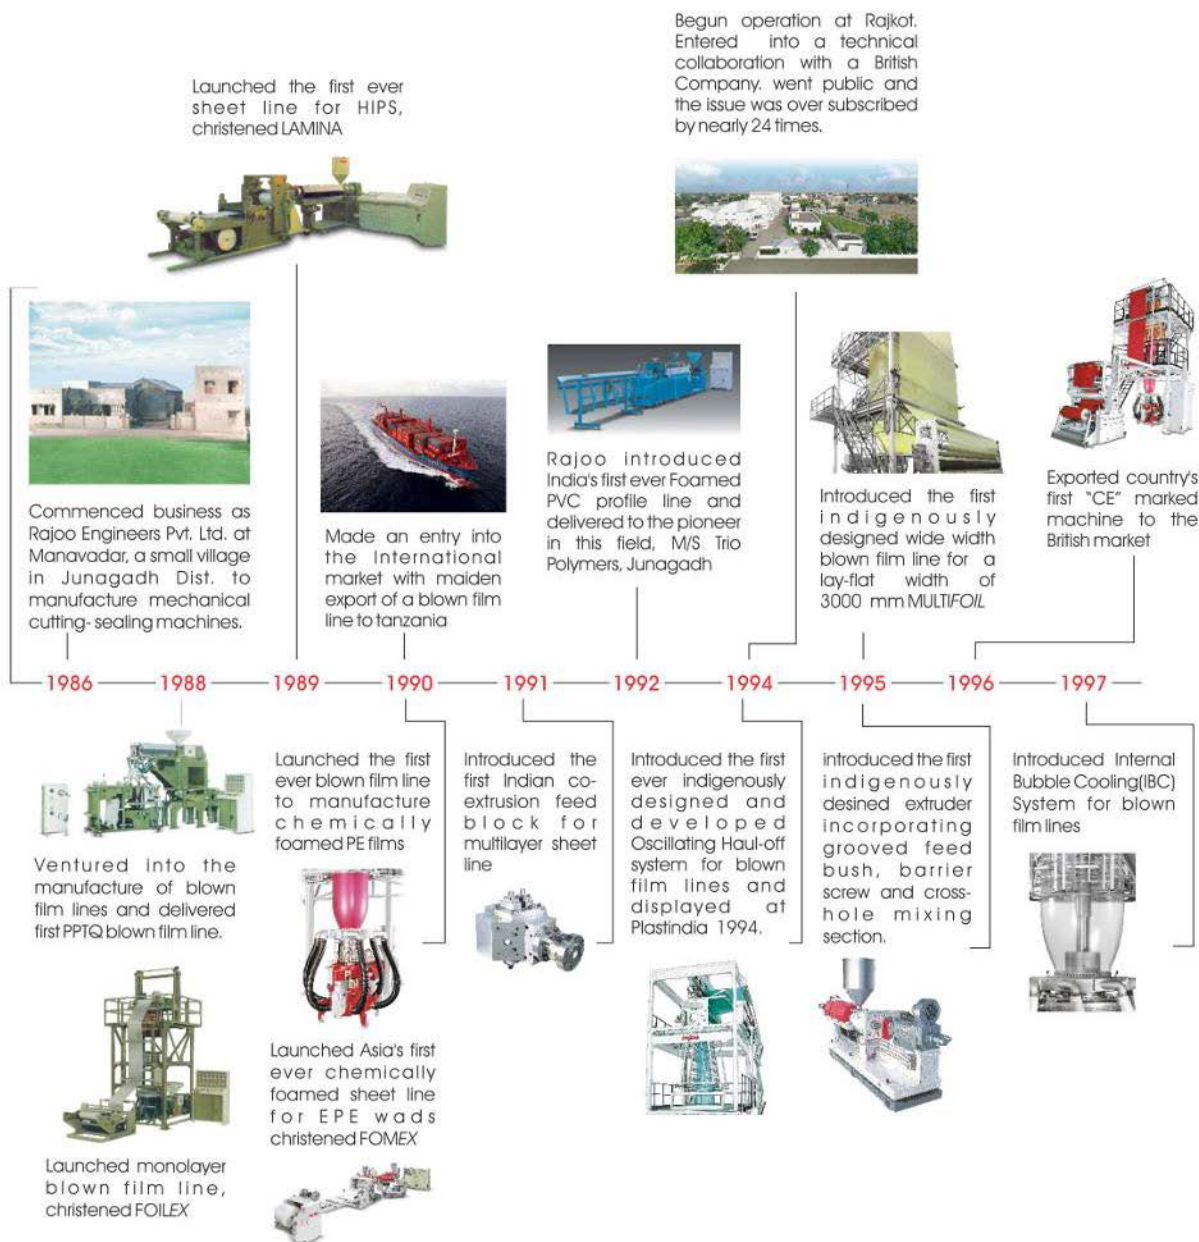 Begun operation at Rajkot.
Entered into a technical
collaboration with a British
Company. went public and
the issue was over subscribed
by nearly 24 times.
Launched the first ever
sheet line for HIPS,
christened LAMINA
Commenced business as
Rajoo Engineers Pvt. Ltd. at
Manavadar, a small village
in Junagadh Dist. to
manufacture mechanical
cutting- sealing machines.
Made an entry into
the International
market with maiden
export of a blown film
line to tanzania
Rajoo introduced
India's first ever Foamed
PVC profile line and
delivered to the pioneer
in this field, M/S Trio
Polymers, Junagadh
Introduced the first
indigenously
designed wide width
blown film line for a
lay-flat width of
3000 mm MULTIFOIL
Exported country's
first "CE" marked
machine to the
British market
1986 1988 1989 1990 1991 1992 1994 1995 1996 1997
Ventured into the
manufacture of blown
film lines and delivered
first PPTQ blown film line.
Launched monolayer
blown film line,
christened FOILEX
Launched the first
ever blown film line
to manufacture
chemically
foamed PE films
Launched Asia's first
ever chemically
foamed sheet line
for EPE wads
christened FOMEX
Introduced the
first Indian co-
extrusion feed
block for
multilayer sheet
line
Introduced the first
ever indigenously
designed and
developed
Oscillating Haul-off
system for blown
film lines and
displayed at
Plastindia 1994.
introduced the first
indigenously
desined extruder
incorporating
grooved feed
bush, barrier
screw and cross-
hole mixing
section.
Introduced Internal
Bubble Cooling(IBC)
System for blown
film lines